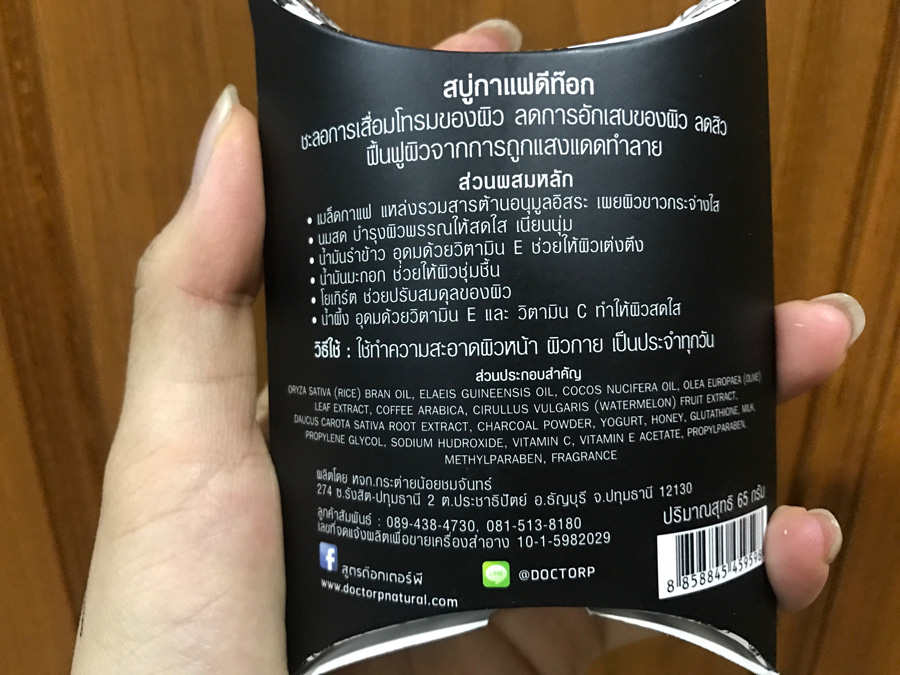 สบู่กาแฟดีท๊อก
ชะลอการเสื่อมโทรมของผิว ลดการอักเสบของผิว ลดสิว
ฟื้นฟูผิวจากการถูกแสงแดดทำลาย
ส่วนผสมหลัก
• เมล็ดกาแฟ แหล่งรวมสารต้านอนุมูลอิสระ เผยผิวขาวกระจ่างใส
• นมสด บำรุงผิวพรรณให้สดใส เนียนนุ่ม
• น้ำมันรำข้าว อุดมด้วยวิตามิน E ช่วยให้ผิวเต่งตึง
• น้ำมันมะกอก ช่วยให้ผิวชุ่มชื้น
• โยเกิร์ต ช่วยปรับสมดุลของผิว
• น้ำผึ้ง อุดมด้วยวิตามิน E และ วิตามิน C ทำให้ผิวสดใส
วิธีใช้ : ใช้ทำความสะอาดผิวหน้า ผิวกาย เป็นประจำทุกวัน
ส่วนประกอบสำคัญ
ORYZA SATIVA (RICE) BRAN OIL, ELAEIS GUINEENSIS OIL, COCOS NUCIFERA OIL, OLEA EUROPAEA (OLIVE)
LEAF EXTRACT, COFFEE ARABICA, CIRULLUS VULGARIS (WATERMELON) FRUIT EXTRACT,
DAUCUS CAROTA SATIVA ROOT EXTRACT, CHARCOAL POWDER, YOGURT, HONEY, GLUTATHIONE, MILK,
PROPYLENE GLYCOL, SODIUM HUDROXIDE, VITAMIN C, VITAMIN E ACETATE, PROPYLPARABEN,
METHYLPARABEN, FRAGRANCE
ผลิตโดย หจก.กระต่ายน้อยชมจันทร์
274 ซ.รังสิต-ปทุมธานี 2 ต.ประชาธิปัตย์ อ.ธัญบุรี จ.ปทุมธานี 12130
ลูกค้าสัมพันธ์ : 089-438-4730, 081-513-8180
เลขที่จดแจ้งผลิตเพื่อขายเครื่องสำอาง 10-1-5982029
ปริมาณสุทธิ 65 กรัม
f สูตรด๊อกเตอร์พี
LINE @DOCTORP
www.doctorpnatural.com
8 858845 459598